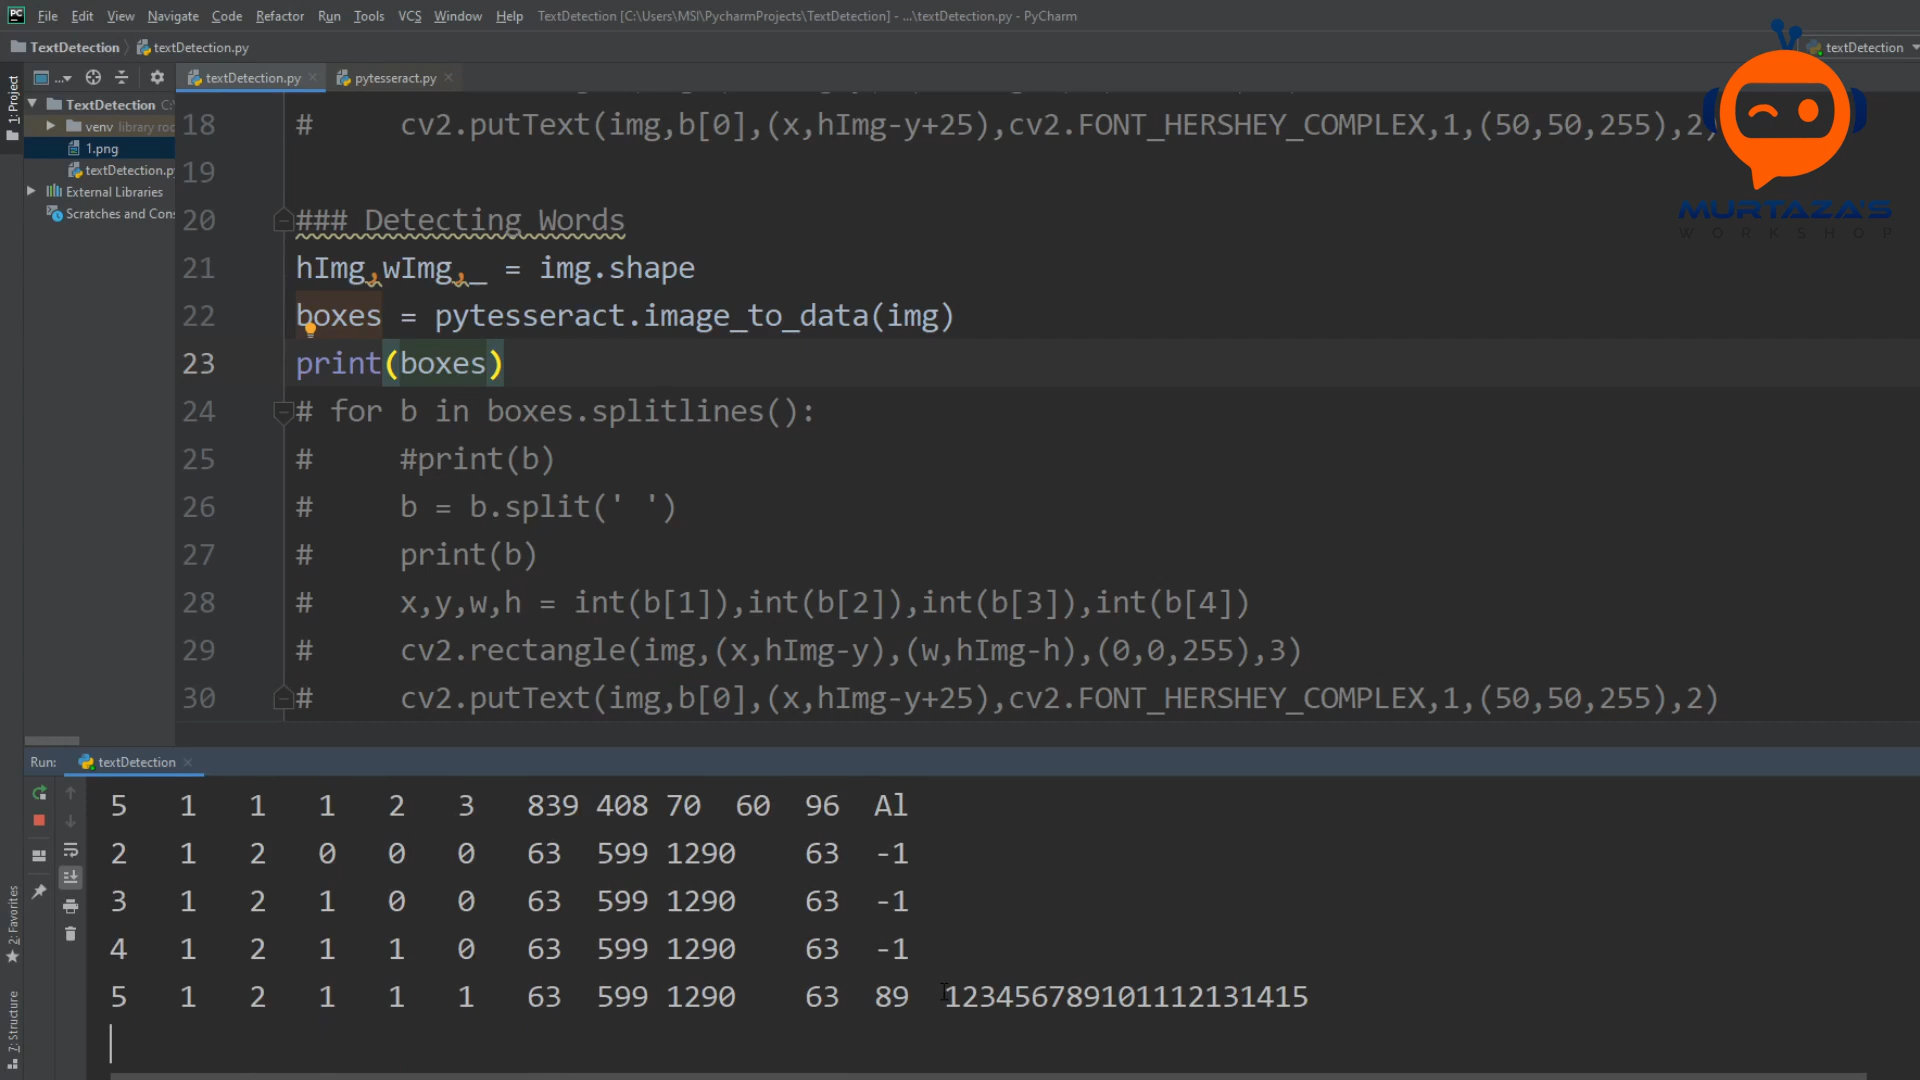 PC File Edit View Navigate Code Refactor Run Tools VCS Window Help TextDetection [C:\Users\MSI\PycharmProjects\TextDetection] - ...\textDetection.py - PyCharm
TextDetection textDetection.py textDetection
... textDetection.py pytesseract.py
1: Project
TextDetection C:\
venv library roo
1.png
textDetection.py
External Libraries
Scratches and Cons
MURTAZA'S
WORKSHOP
18 # cv2.putText(img,b[0],(x,hImg-y+25),cv2.FONT_HERSHEY_COMPLEX,1,(50,50,255),2)
19
20 ### Detecting Words
21 hImg,wImg,_ = img.shape
22 boxes = pytesseract.image_to_data(img)
23 print(boxes)
24 # for b in boxes.splitlines():
25 # #print(b)
26 # b = b.split(' ')
27 # print(b)
28 # x,y,w,h = int(b[1]),int(b[2]),int(b[3]),int(b[4])
29 # cv2.rectangle(img,(x,hImg-y),(w,hImg-h),(0,0,255),3)
30 # cv2.putText(img,b[0],(x,hImg-y+25),cv2.FONT_HERSHEY_COMPLEX,1,(50,50,255),2)
Run: textDetection
5 1 1 1 2 3 839 408 70 60 96 Al
2 1 2 0 0 0 63 599 1290 63 -1
3 1 2 1 0 0 63 599 1290 63 -1
4 1 2 1 1 0 63 599 1290 63 -1
5 1 2 1 1 1 63 599 1290 63 89 123456789101112131415
2: Favorites
7: Structure